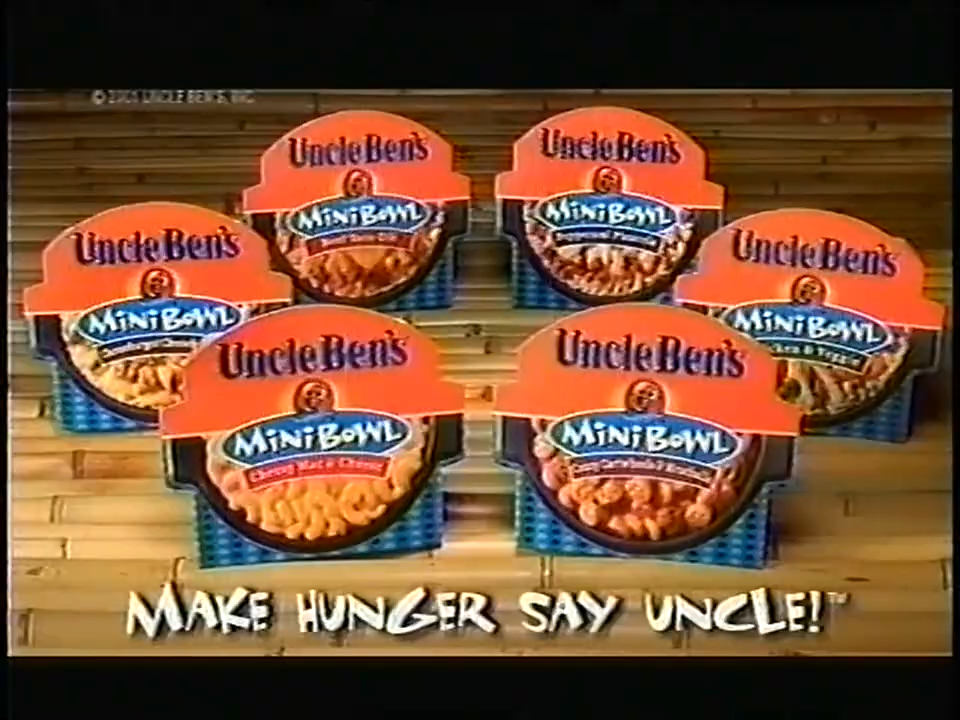 © 2001 UNCLE BEN'S, INC.
Uncle Ben's
MiniBowl
Uncle Ben's
MiniBowl
Uncle Ben's
MiniBowl
Uncle Ben's
MiniBowl
Uncle Ben's
MiniBowl
Cheesy Mac & Cheese
Uncle Ben's
MiniBowl
MAKE HUNGER SAY UNCLE!™